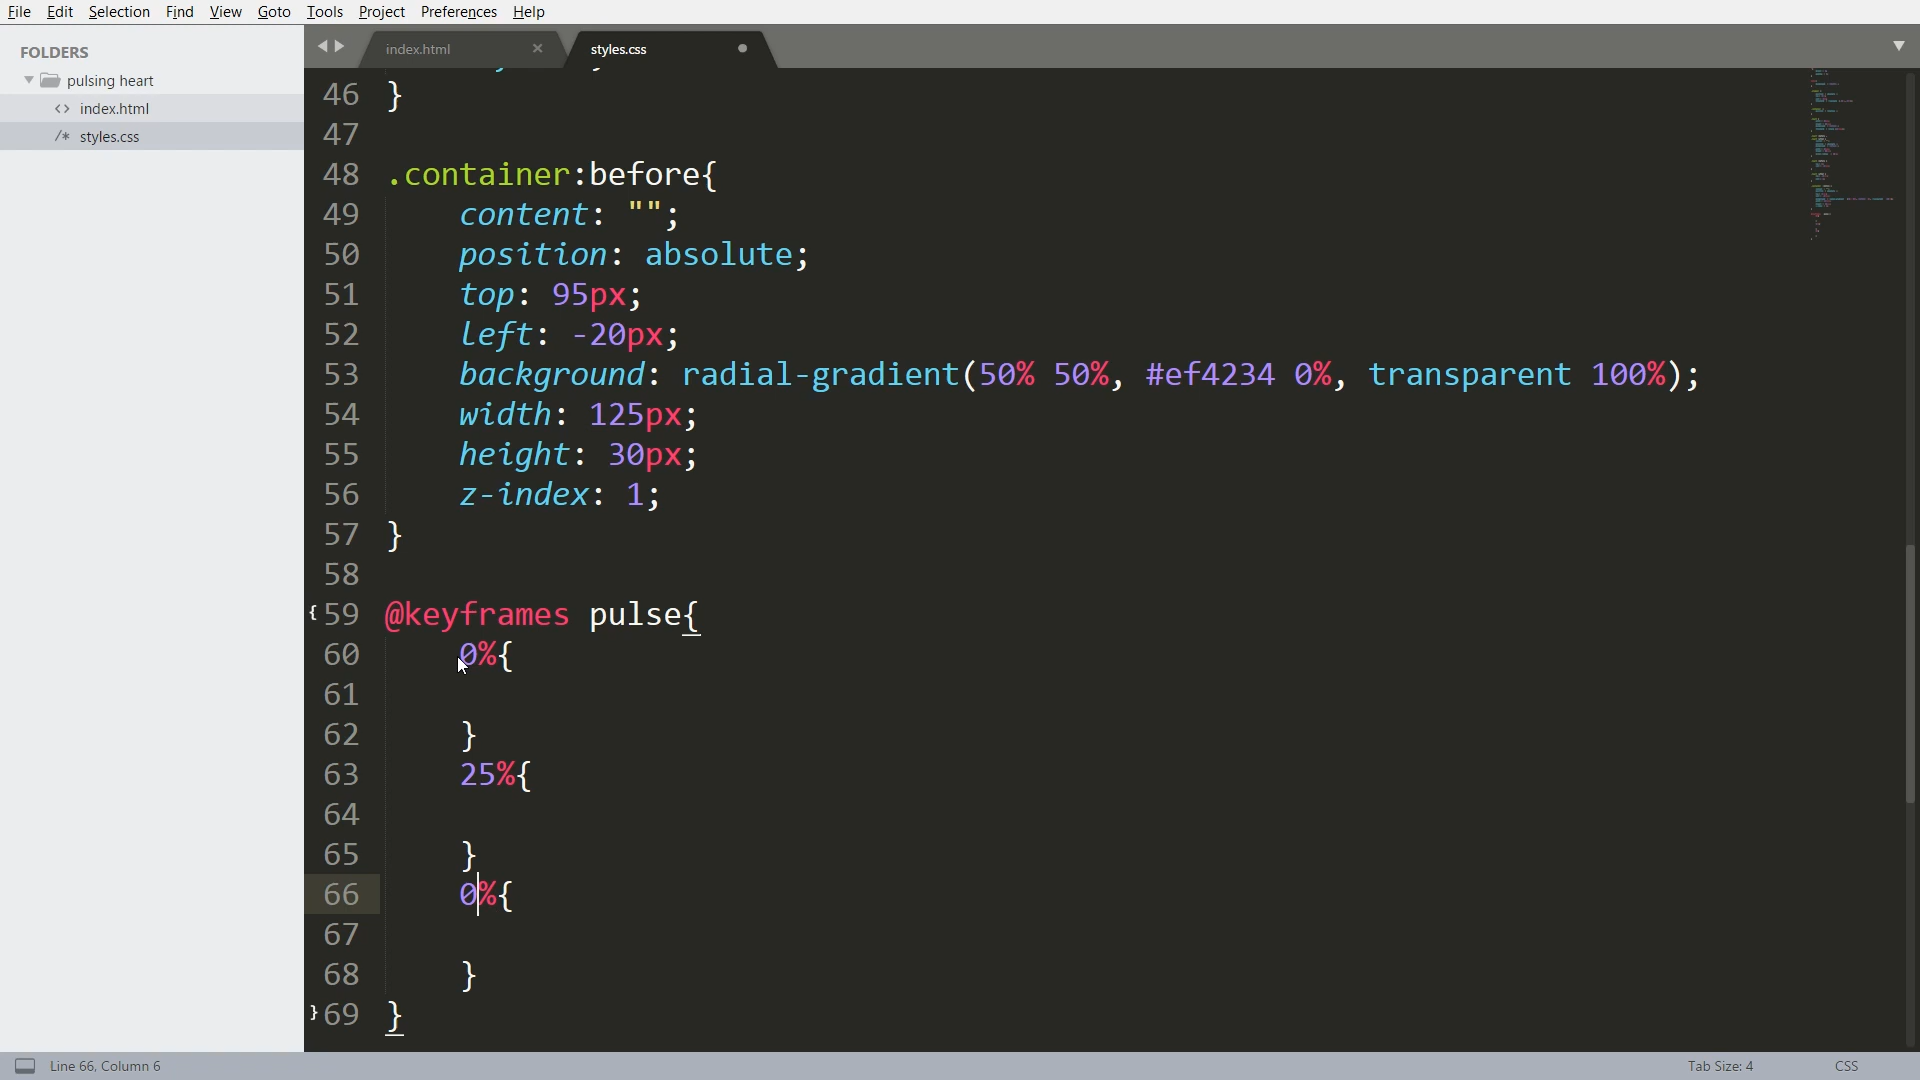 File Edit Selection Find View Goto Tools Project Preferences Help
FOLDERS
pulsing heart
<> index.html
/* styles.css
index.html ×
styles.css
46 }
47
48 .container:before{
49 content: "";
50 position: absolute;
51 top: 95px;
52 left: -20px;
53 background: radial-gradient(50% 50%, #ef4234 0%, transparent 100%);
54 width: 125px;
55 height: 30px;
56 z-index: 1;
57 }
58
59 @keyframes pulse{
60 0%{
61
62 }
63 25%{
64
65 }
66 0%{
67
68 }
69 }
Line 66, Column 6
Tab Size: 4
CSS